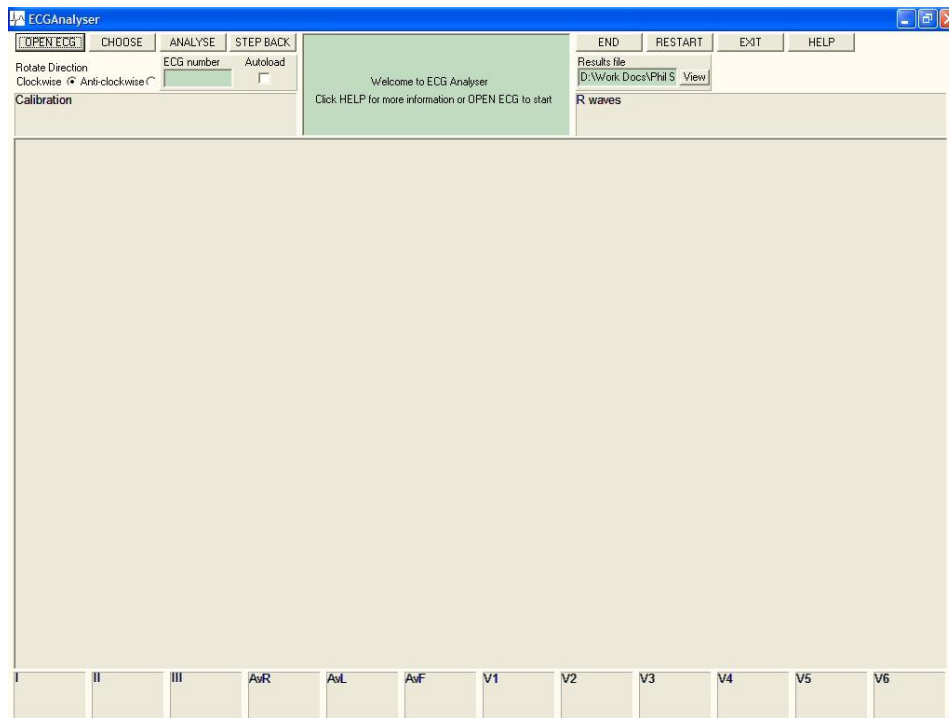 ECGAnalyser
OPEN ECG CHOOSE ANALYSE STEP BACK
END RESTART EXIT HELP
Rotate Direction
Clockwise Anti-clockwise
ECG number
Autoload
Welcome to ECG Analyser
Click HELP for more information or OPEN ECG to start
Results file
D:\Work Docs\Phil S View
Calibration
R waves
I II III AvR AvL AvF V1 V2 V3 V4 V5 V6